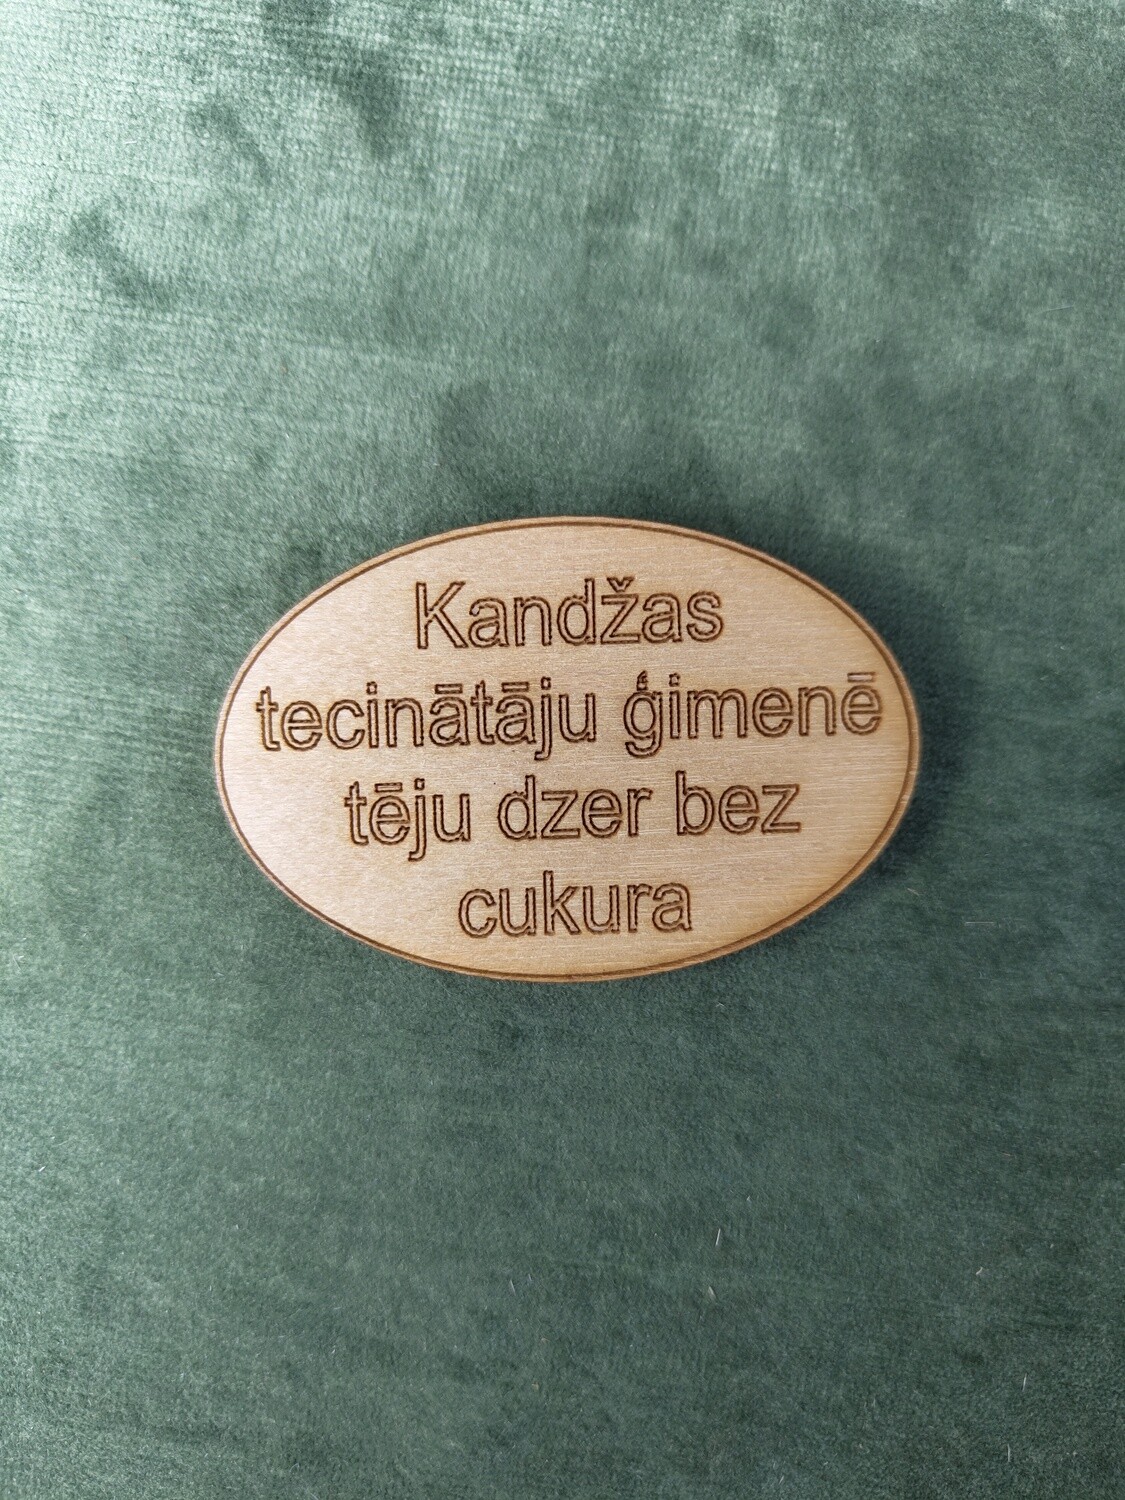 Kandžas
tecinātāju ģimenē
tēju dzer bez
cukura